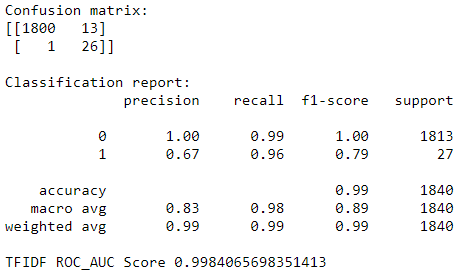 Confusion matrix:
[[1800 13]
[ 1 26]]
Classification report:
precision recall f1-score support
0 1.00 0.99 1.00 1813
1 0.67 0.96 0.79 27
accuracy 0.99 1840
macro avg 0.83 0.98 0.89 1840
weighted avg 0.99 0.99 0.99 1840
TFIDF ROC_AUC Score 0.9984065698351413